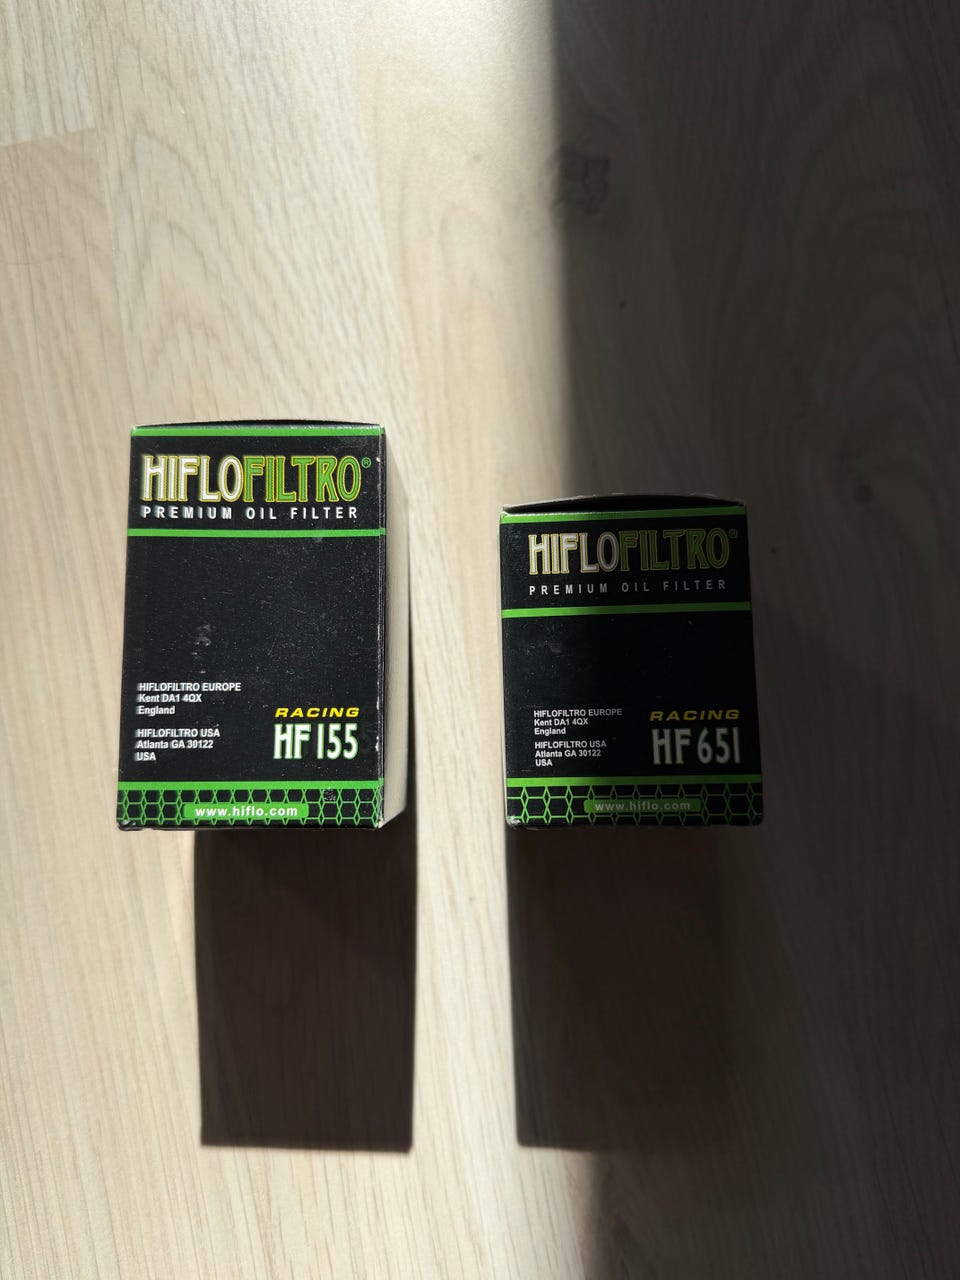 HIFLOFILTRO®
PREMIUM OIL FILTER
HIFLOFILTRO EUROPE
Kent DA1 4QX
England
HIFLOFILTRO USA
Atlanta GA 30122
USA
RACING
HF155
www.hiflo.com
HIFLOFILTRO®
PREMIUM OIL FILTER
HIFLOFILTRO EUROPE
Kent DA1 4QX
England
HIFLOFILTRO USA
Atlanta GA 30122
USA
RACING
HF651
www.hiflo.com